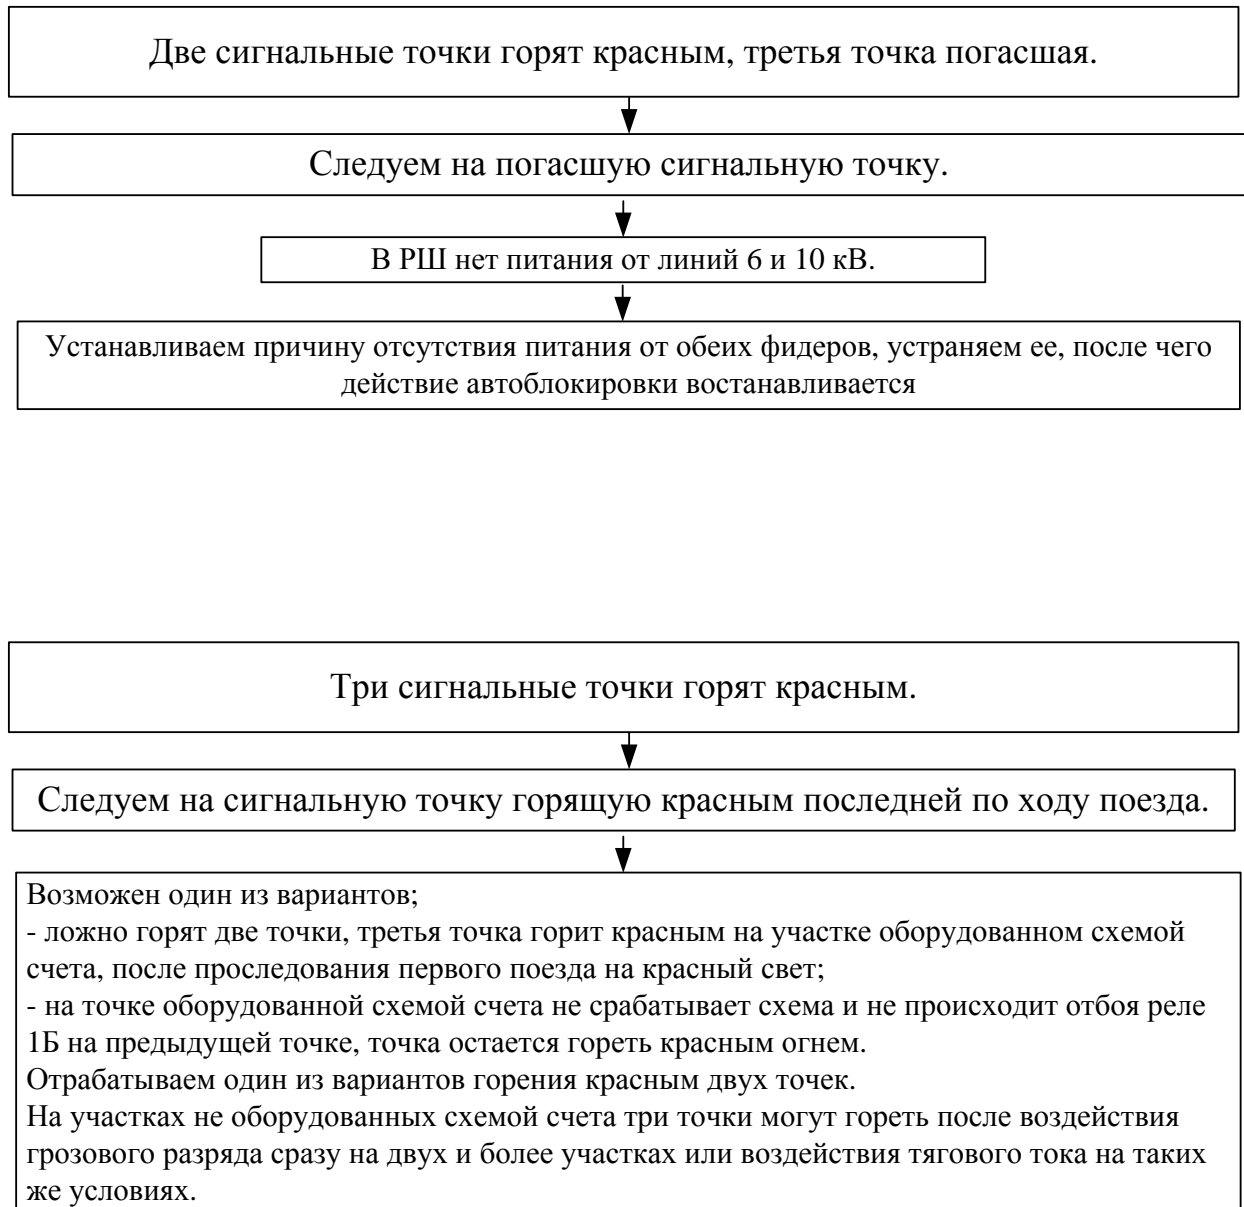 Две сигнальные точки горят красным, третья точка погасшая.
Следуем на погасшую сигнальную точку.
В РШ нет питания от линий 6 и 10 кВ.
Устанавливаем причину отсутствия питания от обеих фидеров, устраняем ее, после чего
действие автоблокировки востанавливается
Три сигнальные точки горят красным.
Следуем на сигнальную точку горящую красным последней по ходу поезда.
Возможен один из вариантов;
- ложно горят две точки, третья точка горит красным на участке оборудованном схемой
счета, после проследования первого поезда на красный свет;
- на точке оборудованной схемой счета не срабатывает схема и не происходит отбоя реле
1Б на предыдущей точке, точка остается гореть красным огнем.
Отрабатываем один из вариантов горения красным двух точек.
На участках не оборудованных схемой счета три точки могут гореть после воздействия
грозового разряда сразу на двух и более участках или воздействия тягового тока на таких
же условиях.